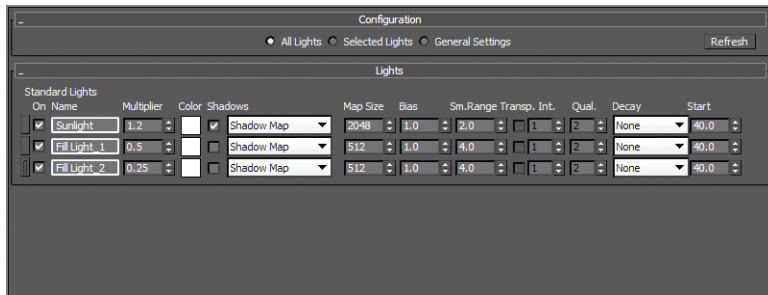 - Configuration
All Lights Selected Lights General Settings Refresh
- Lights
Standard Lights
On Name Multiplier Color Shadows Map Size Bias Sm.Range Transp. Int. Qual. Decay Start
Sunlight 1.2 Shadow Map 2048 1.0 2.0 1 2 None 40.0
Fill Light_1 0.5 Shadow Map 512 1.0 4.0 1 2 None 40.0
Fill Light_2 0.25 Shadow Map 512 1.0 4.0 1 2 None 40.0